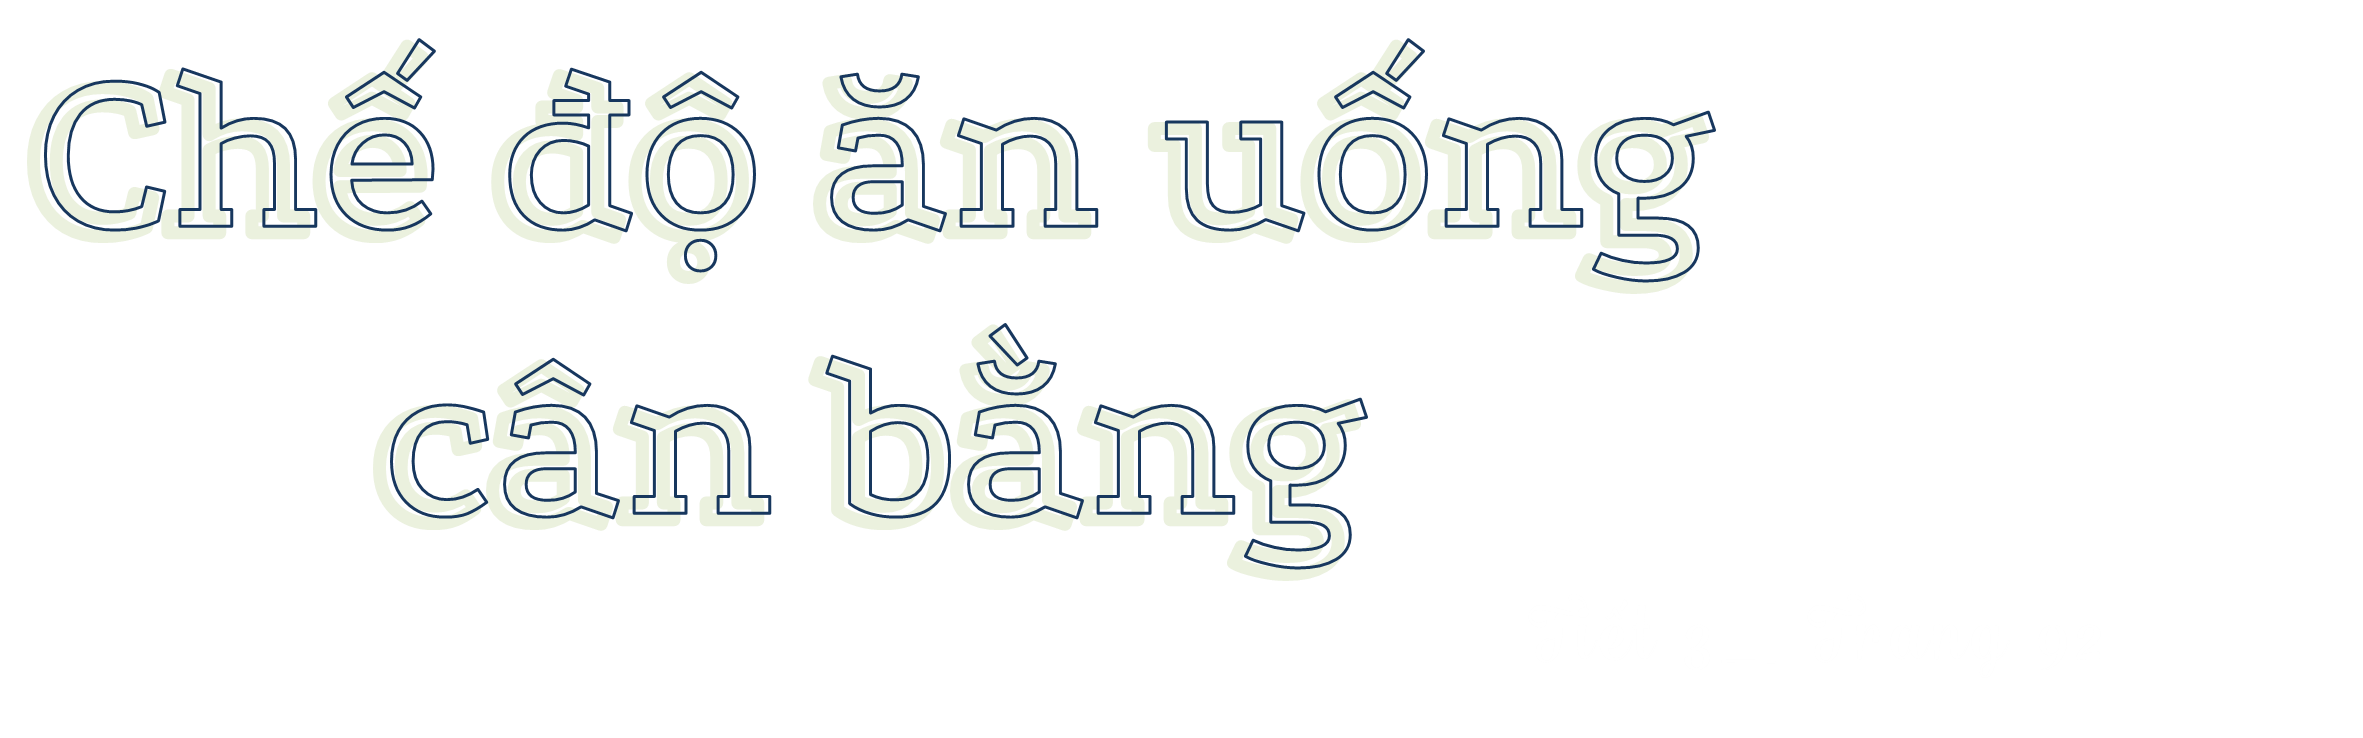 Chế độ ăn uống
cân bằng